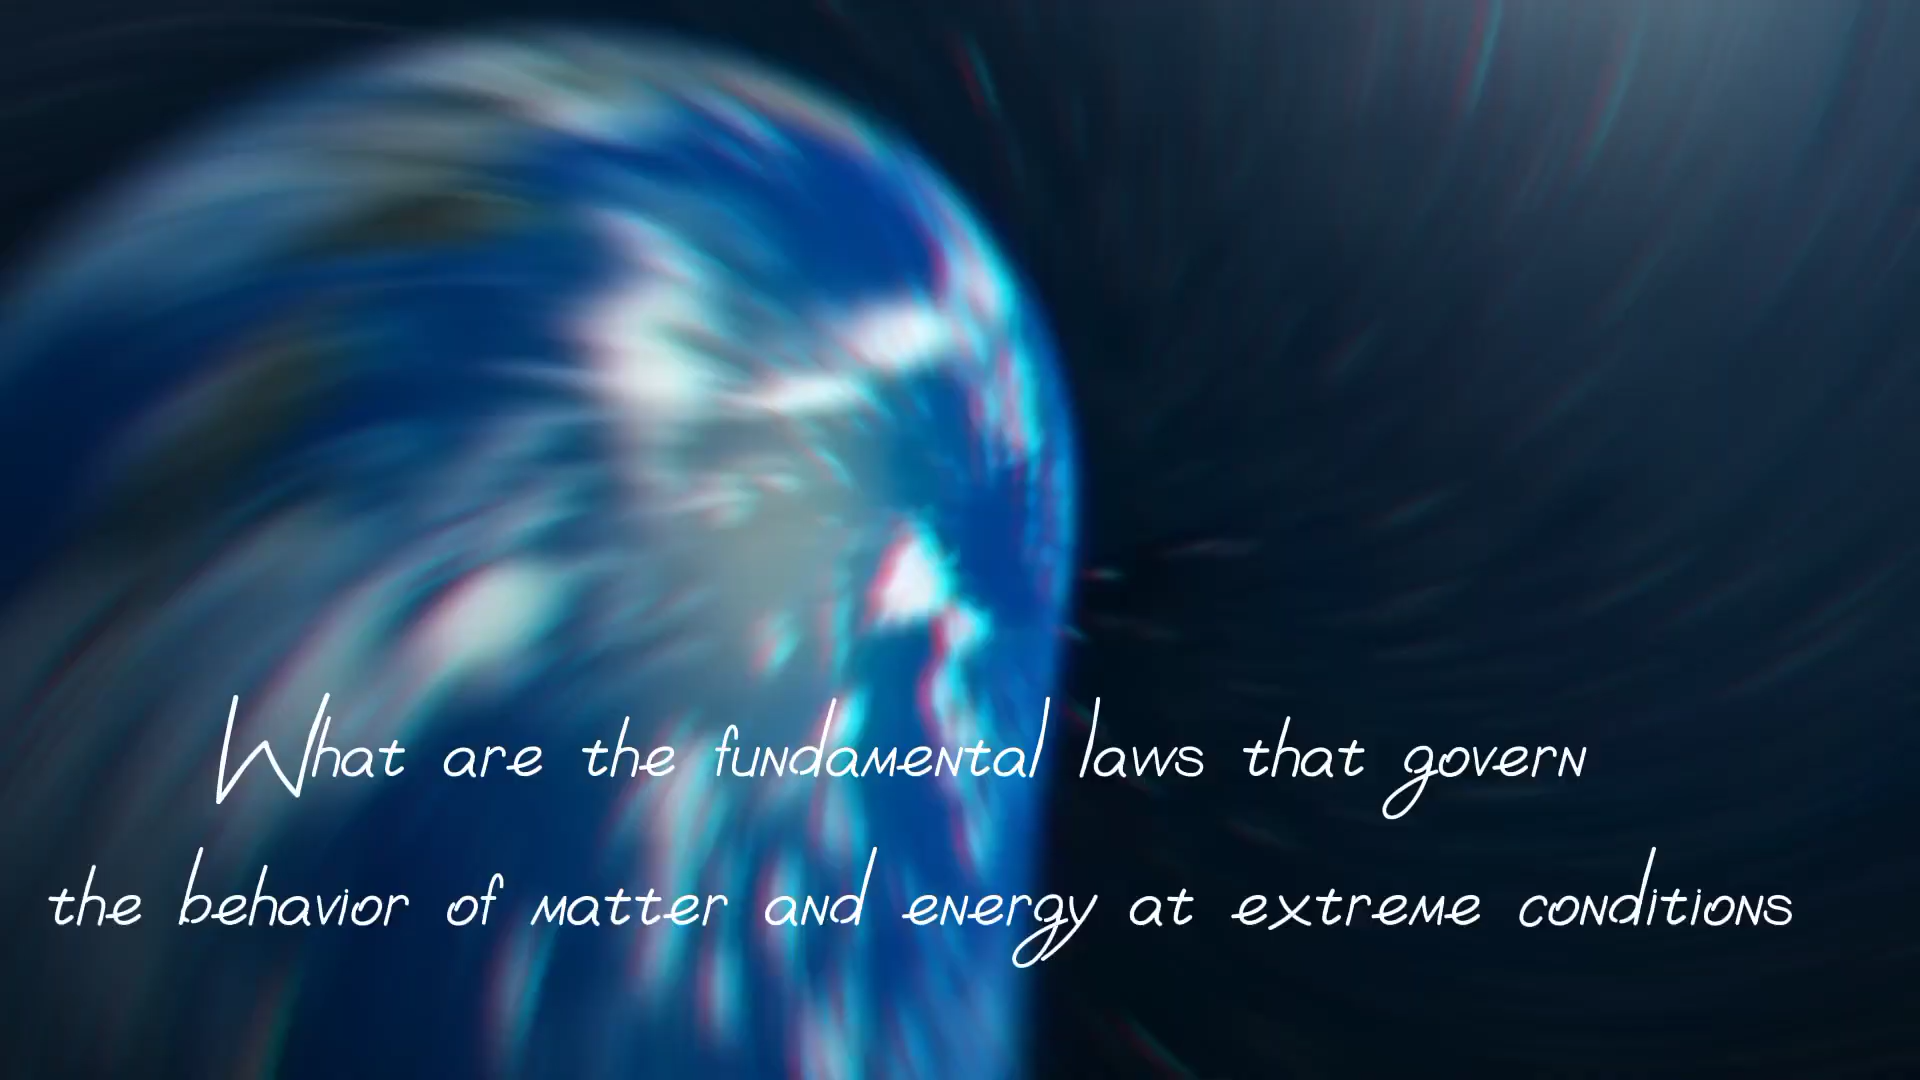 What are the fundamental laws that govern
the behavior of matter and energy at extreme conditions